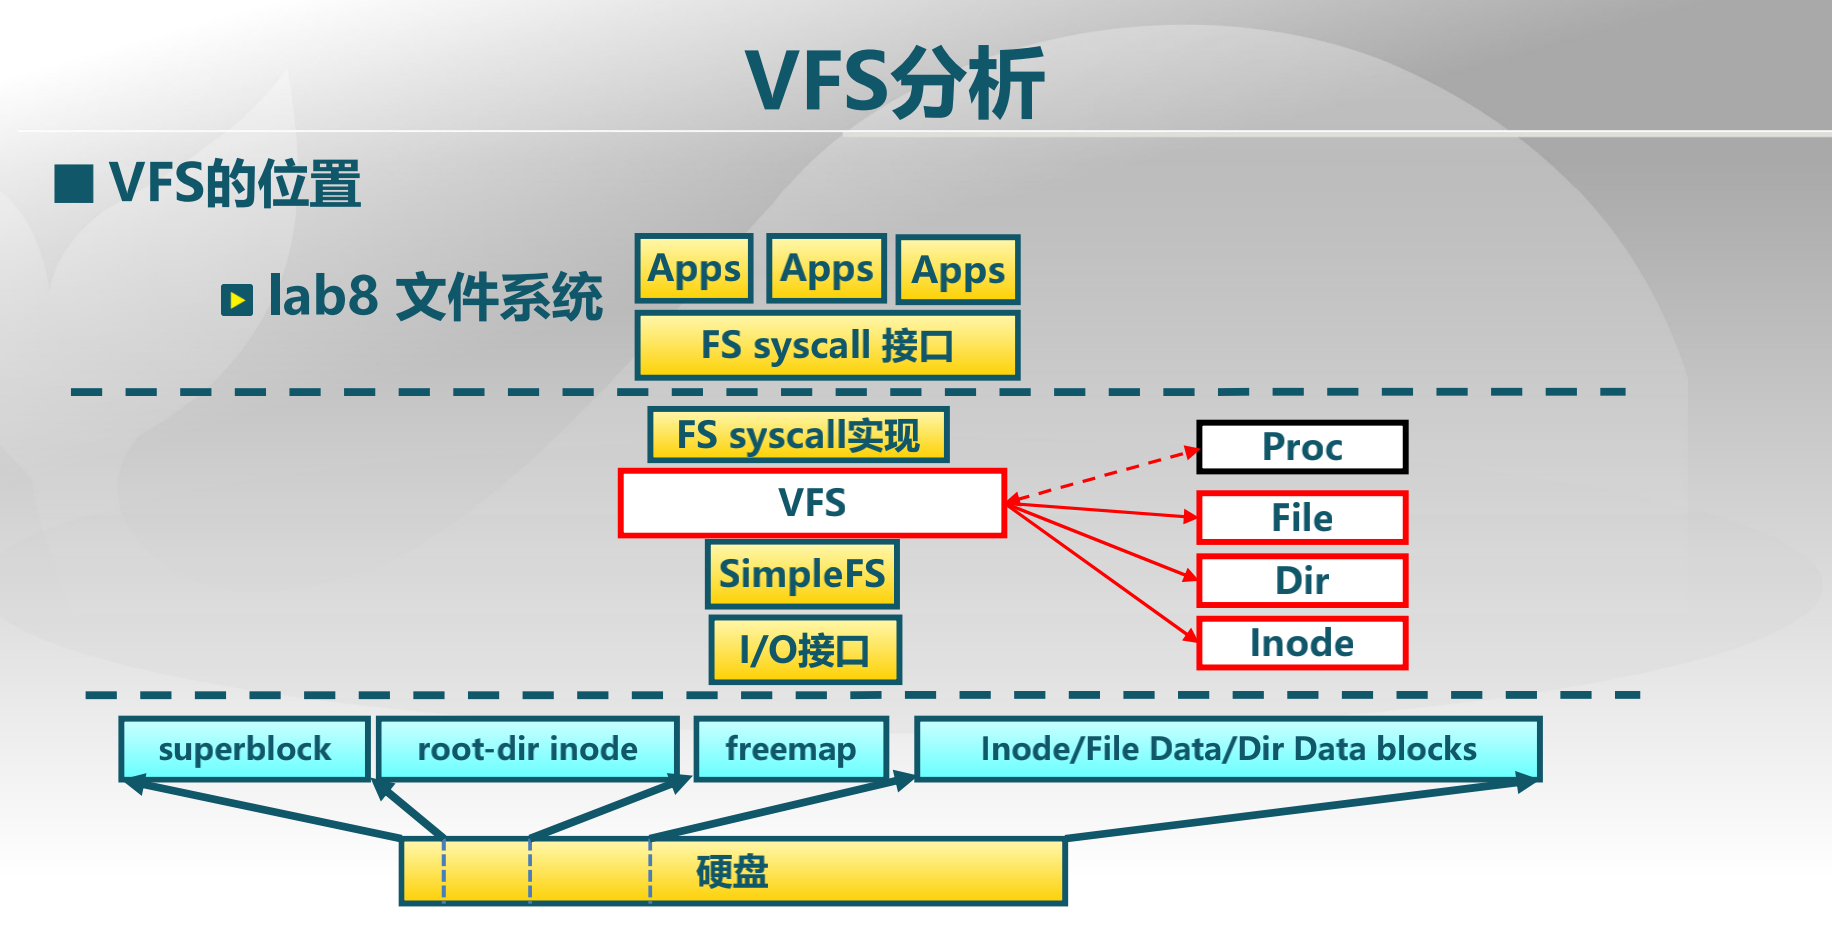 VFS分析
VFS的位置
lab8 文件系统
Apps
Apps
Apps
FS syscall 接口
FS syscall实现
VFS
SimpleFS
I/O接口
Proc
File
Dir
Inode
superblock
root-dir inode
freemap
Inode/File Data/Dir Data blocks
硬盘